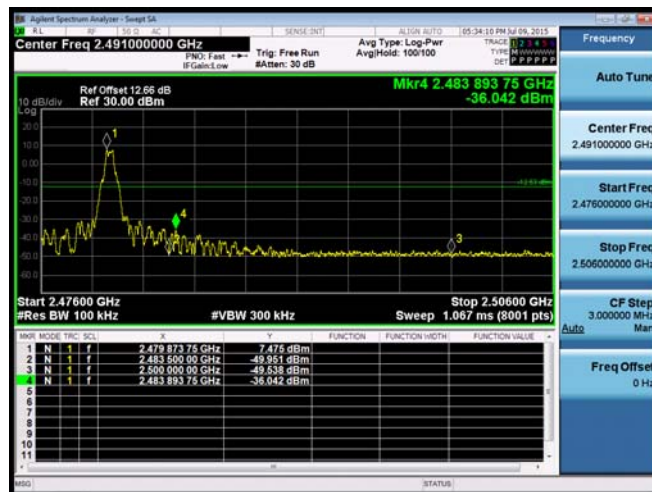 Agilent Spectrum Analyzer - Swept SA
RL RF 50 Ω AC SENSE:INT ALIGN AUTO 05:34:10 PM Jul 09, 2015
Center Freq 2.491000000 GHz
PNO: Fast
IFGain:Low
Trig: Free Run
#Atten: 30 dB
Avg Type: Log-Pwr
Avg|Hold: 100/100
TRACE 1 2 3 4 5 6
TYPE M
DET P P P P P P
Ref Offset 12.66 dB
Ref 30.00 dBm
10 dB/div
Log
Mkr4 2.483 893 75 GHz
-36.042 dBm
20.0
10.0
0.00
-10.0
-20.0
-30.0
-40.0
-50.0
-60.0
1
4
3
Start 2.47600 GHz
#Res BW 100 kHz
#VBW 300 kHz
Stop 2.50600 GHz
Sweep 1.067 ms (8001 pts)
MKR MODE TRC SCL X Y FUNCTION FUNCTION WIDTH FUNCTION VALUE
1 N 1 f 2.479 873 75 GHz 7.475 dBm
2 N 1 f 2.483 500 00 GHz -49.951 dBm
3 N 1 f 2.500 000 00 GHz -49.538 dBm
4 N 1 f 2.483 893 75 GHz -36.042 dBm
5
6
7
8
9
10
11
MSG STATUS
Frequency
Auto Tune
Center Freq
2.491000000 GHz
Start Freq
2.476000000 GHz
Stop Freq
2.506000000 GHz
CF Step
3.000000 MHz
Auto Man
Freq Offset
0 Hz